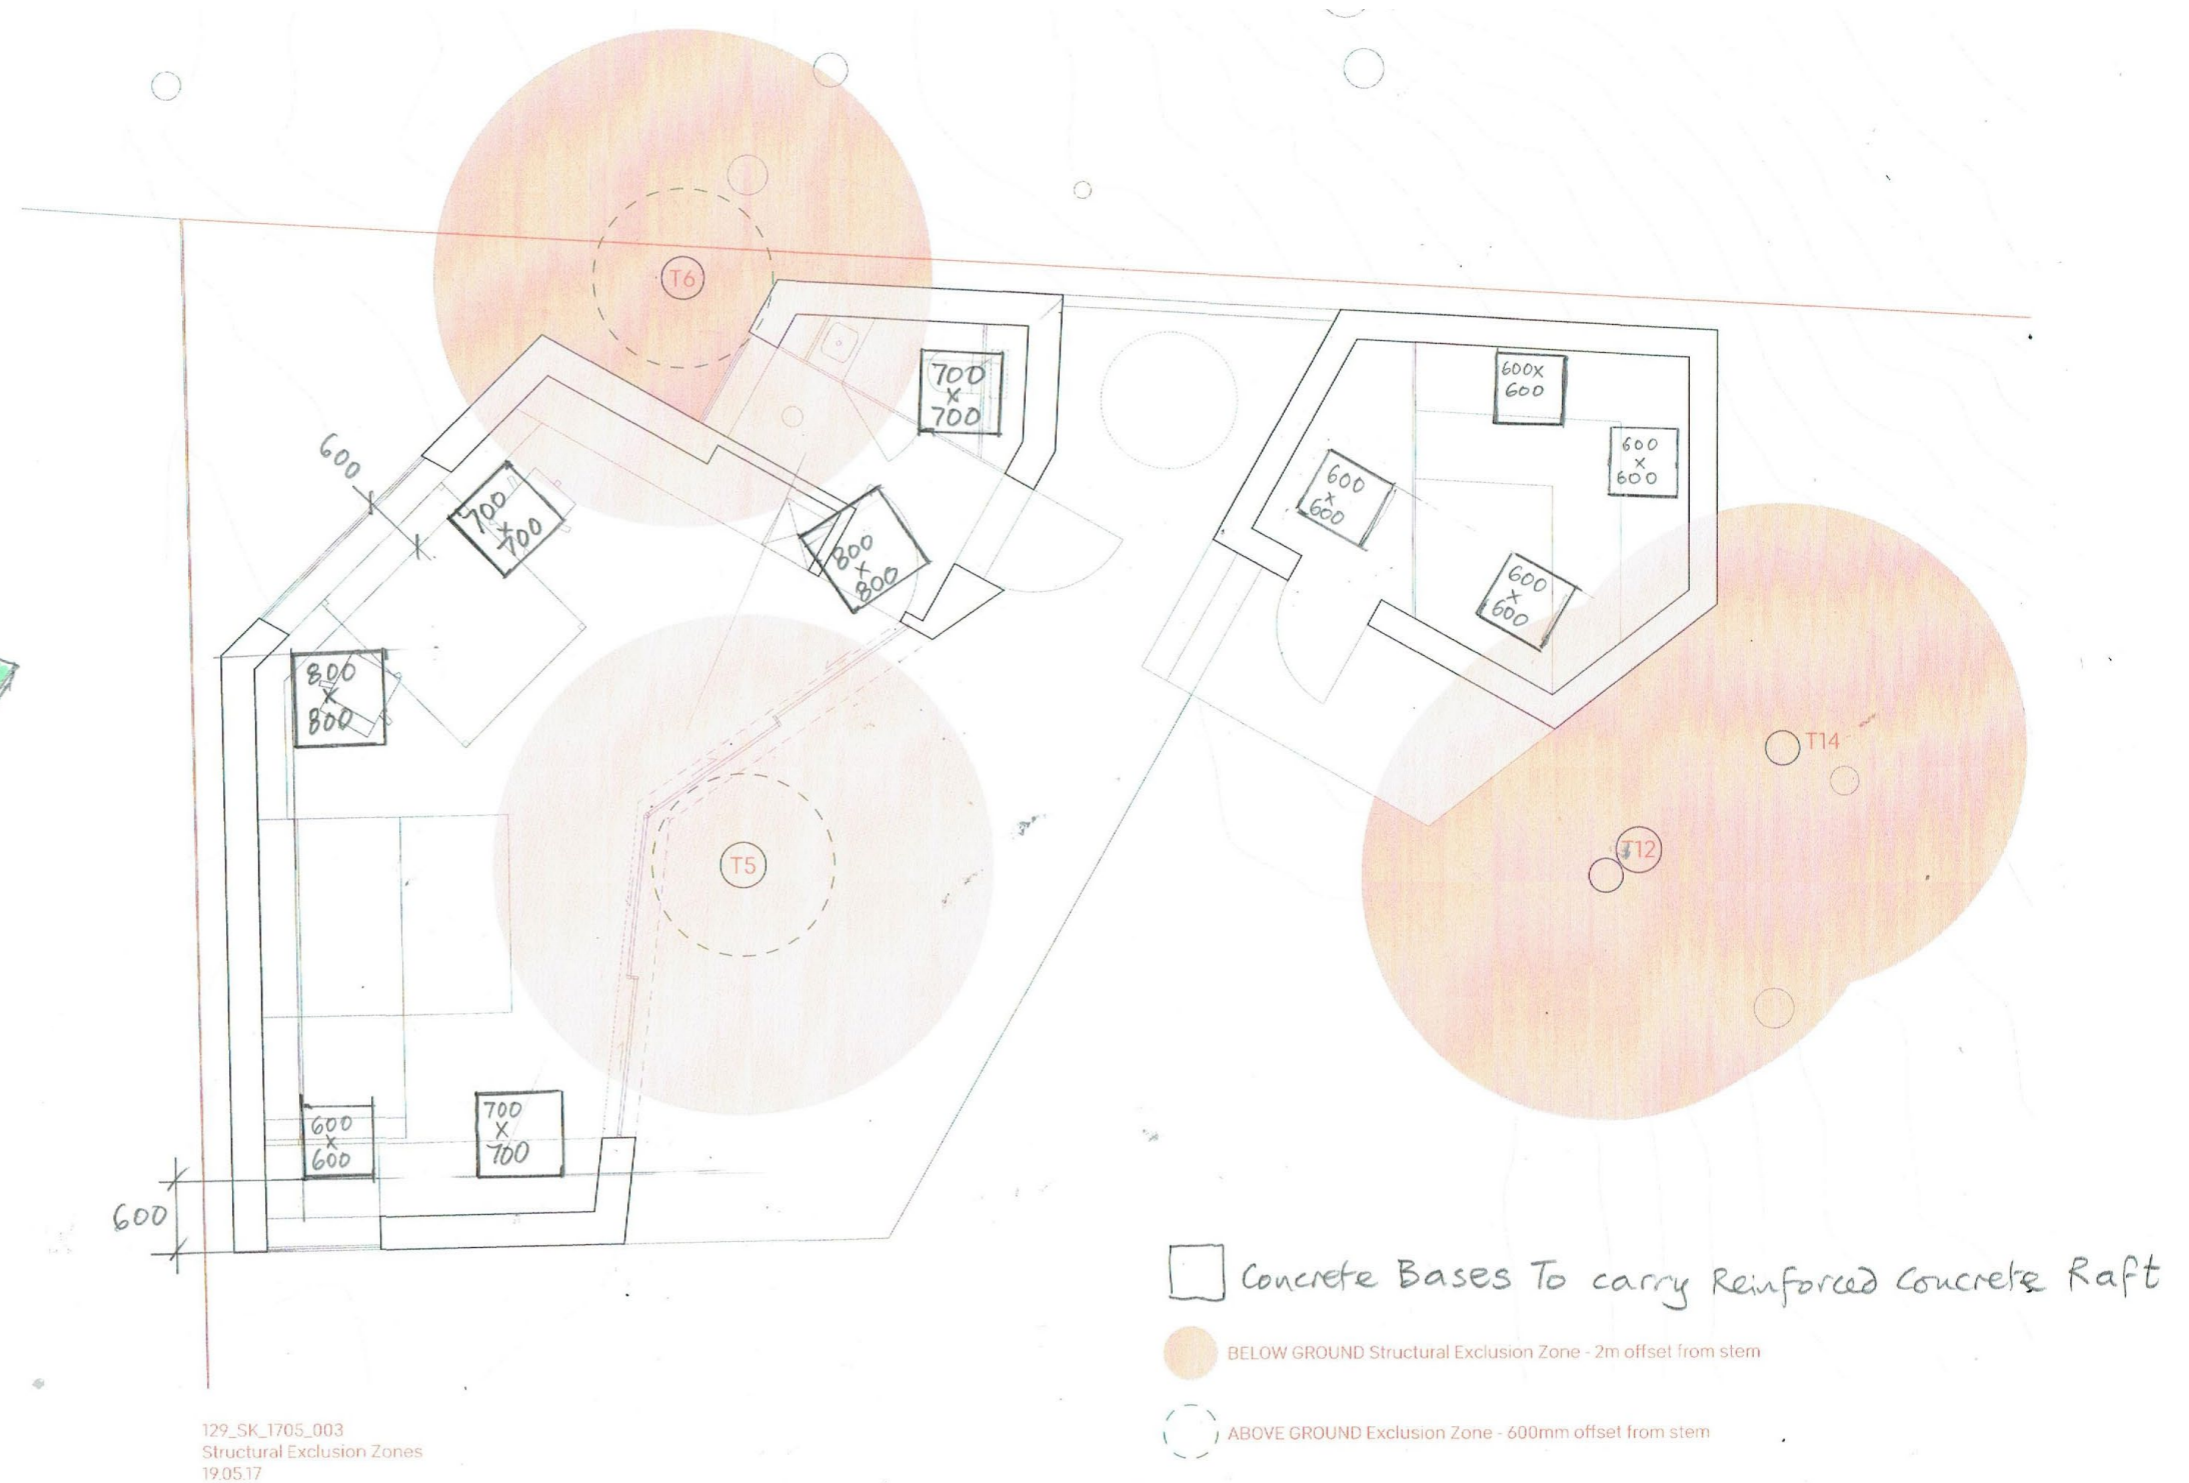 T6
700
x
700
600x
600
600
600
x
600
600
x
600
700
x
700
800
x
800
600
x
600
800
x
800
T14
T5
T12
600
x
600
700
x
700
600
Concrete Bases To carry Reinforced Concrete Raft
BELOW GROUND Structural Exclusion Zone - 2m offset from stem
ABOVE GROUND Exclusion Zone - 600mm offset from stem
129_SK_1705_003
Structural Exclusion Zones
19.05.17